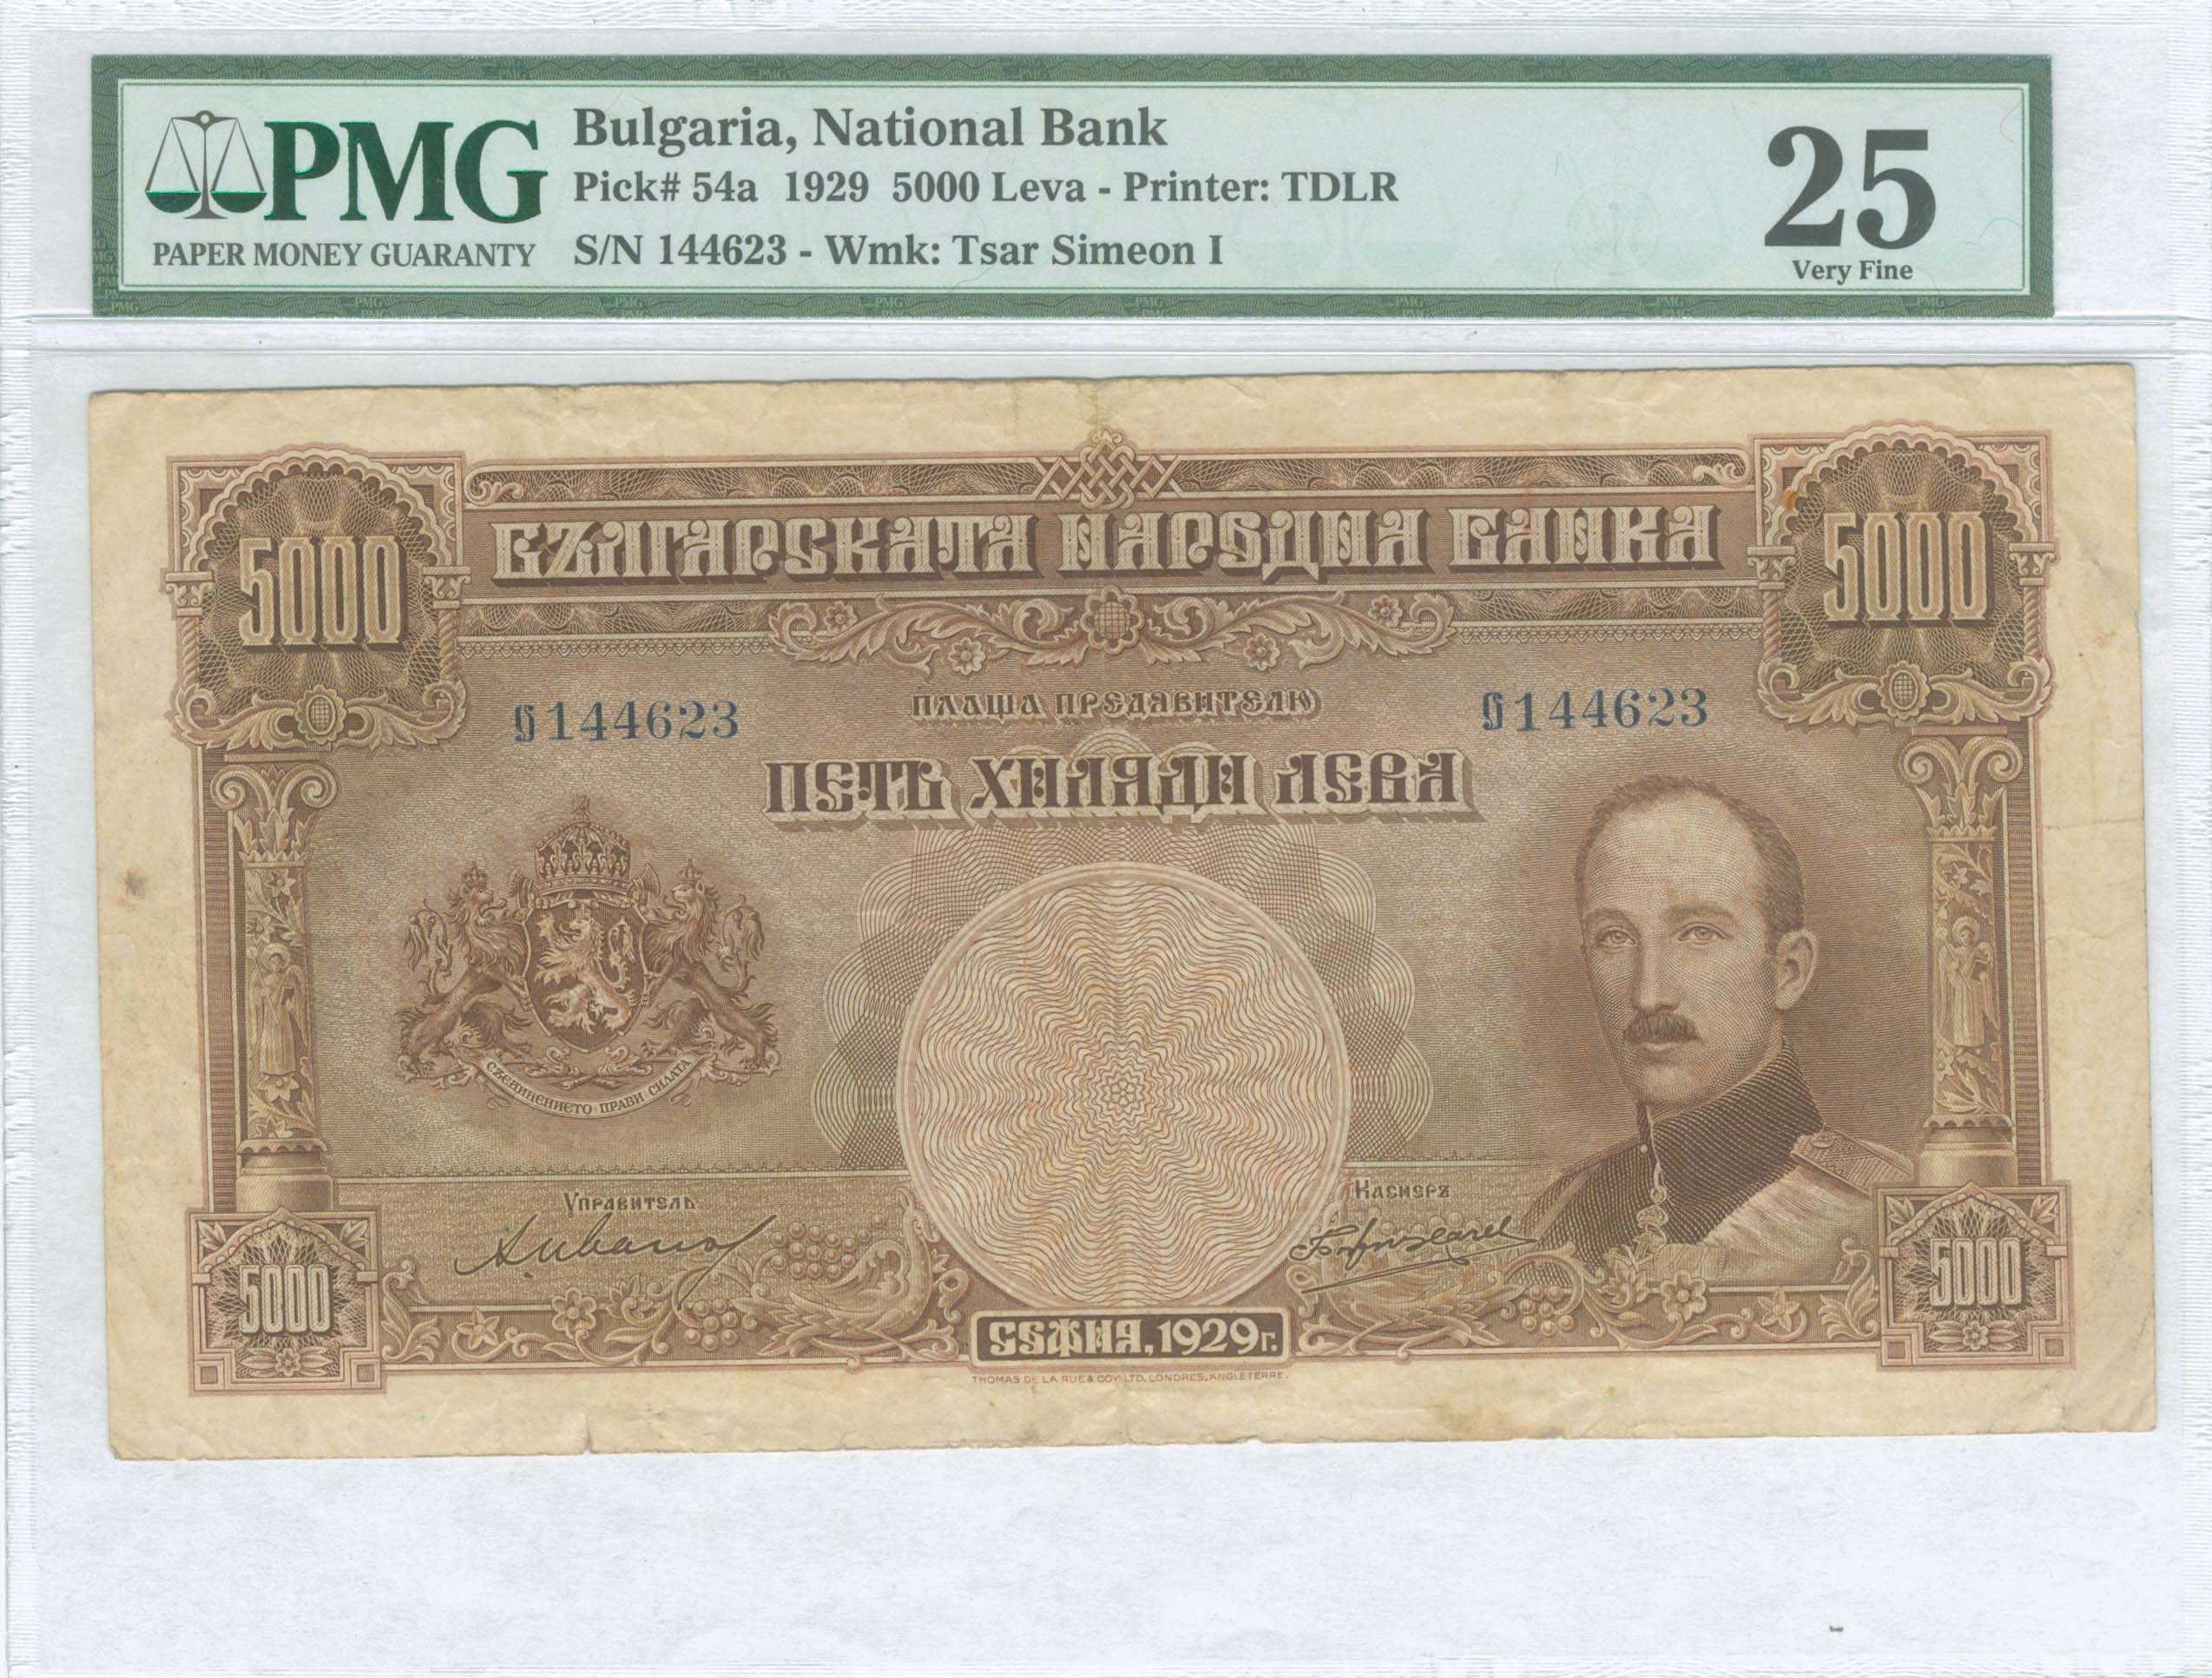 PMG
PAPER MONEY GUARANTY
Bulgaria, National Bank
Pick# 54a 1929 5000 Leva - Printer: TDLR
S/N 144623 - Wmk: Tsar Simeon I
25
Very Fine
5000
БЪЛГАРСКАТА НАРОДНА БАНКА
5000
144623
ПЛАЩА ПРЕДЯВИТЕЛЮ
144623
ПЕТЬ ХИЛЯДИ ЛЕВА
СЪЕДИНЕНИЕТО ПРАВИ СИЛАТА
УПРАВИТЕЛЬ
КАСИЕРЪ
5000
СОФИЯ, 1929г.
5000
THOMAS DE LA RUE & COY LTD, LONDRES, ANGLETERRE.